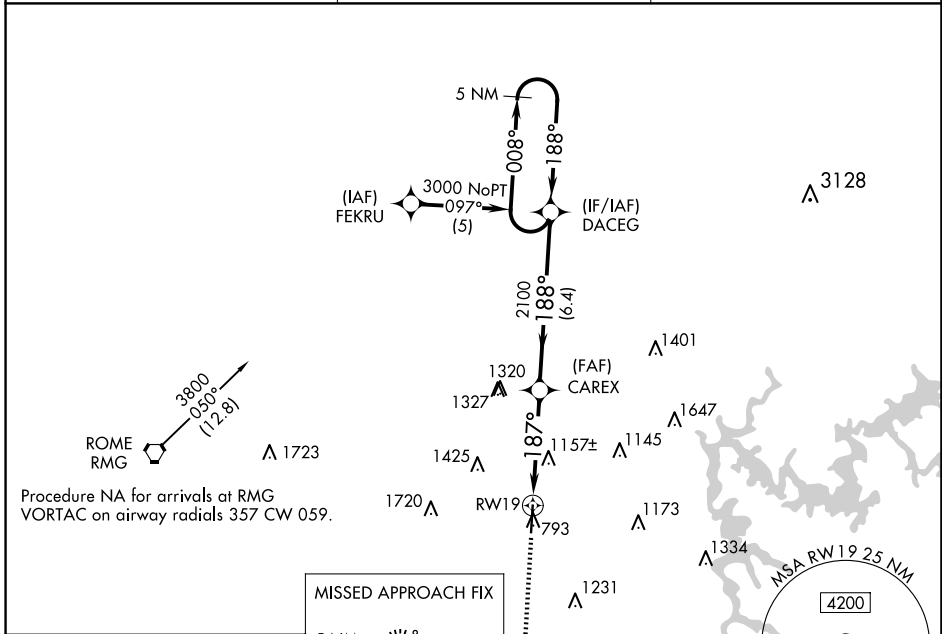 5 NM
008°
188°
3128
(IAF)
FEKRU
3000 NoPT
097°
(5)
(IF/IAF)
DACEG
2100
188°
(6.4)
1401
(FAF)
CAREX
1320
1327
3800
050°
(12.8)
1647
187°
ROME
RMG
1723
1425
1157±
1145
Procedure NA for arrivals at RMG
VORTAC on airway radials 357 CW 059.
1720
RW19
793
1173
1334
MSA RW19 25 NM
4200
MISSED APPROACH FIX
1231